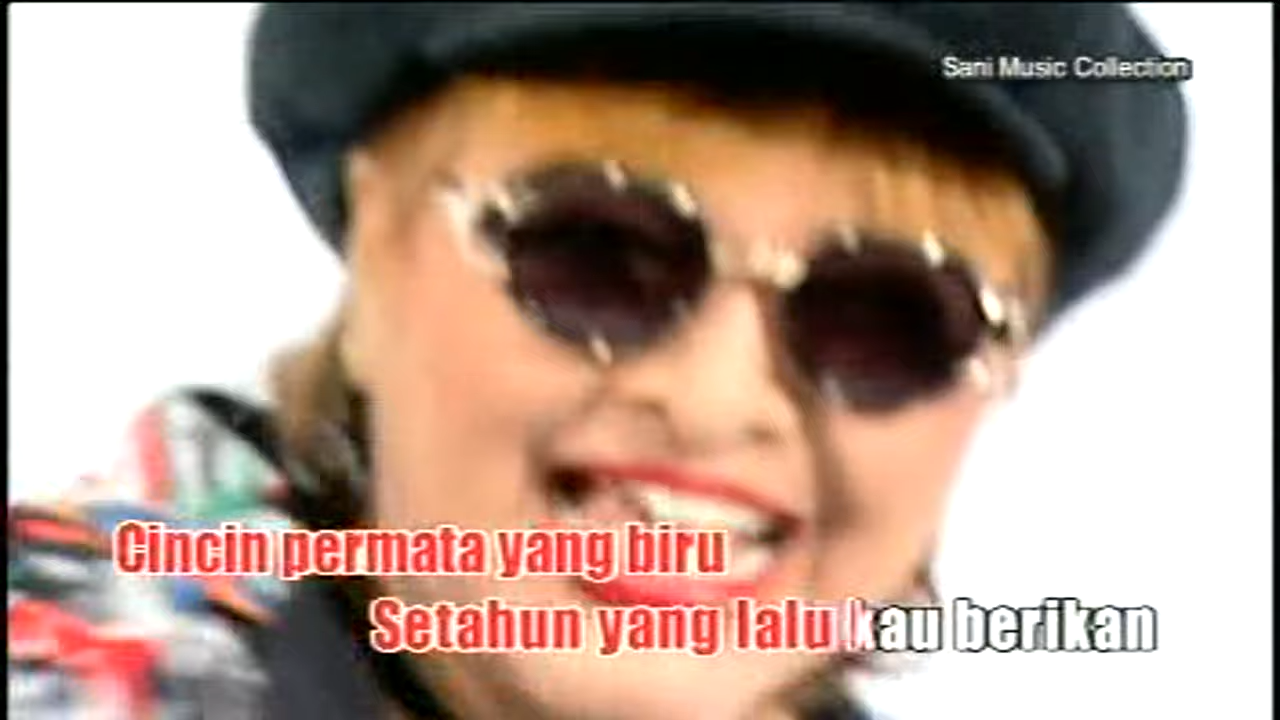 Sani Music Collection
Cincin permata yang biru
Setahun yang lalu kau berikan